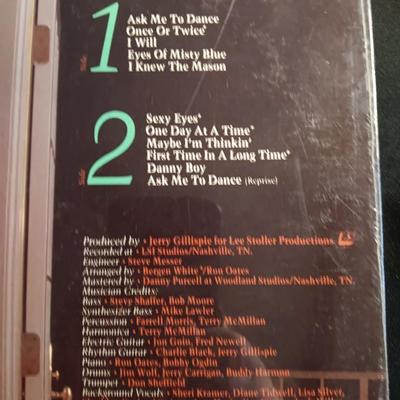 Side 1
Ask Me To Dance
Once Or Twice*
I Will
Eyes Of Misty Blue
I Knew The Mason
Side 2
Sexy Eyes*
One Day At A Time*
Maybe I'm Thinkin'
First Time In A Long Time*
Danny Boy
Ask Me To Dance (Reprise)
Produced by • Jerry Gillispie for Lee Stoller Productions
Recorded at • LSI Studios/Nashville, TN.
Engineer • Steve Messer
Arranged by • Bergen White */Ron Oates
Mastered by • Danny Purcell at Woodland Studios/Nashville, TN.
Musician Credits:
Bass • Steve Shaffer, Bob Moore
Synthesizer Bass • Mike Lawler
Percussion • Farrell Morris, Terry McMillan
Harmonica • Terry McMillan
Electric Guitar • Jon Goin, Fred Newell
Rhythm Guitar • Charlie Black, Jerry Gillispie
Piano • Ron Oates, Bobby Ogdin
Drums • Jim Wolf, Jerry Carrigan, Buddy Harmon
Trumpet • Don Sheffield
Background Vocals • Sheri Kramer, Diane Tidwell, Lisa Silver,